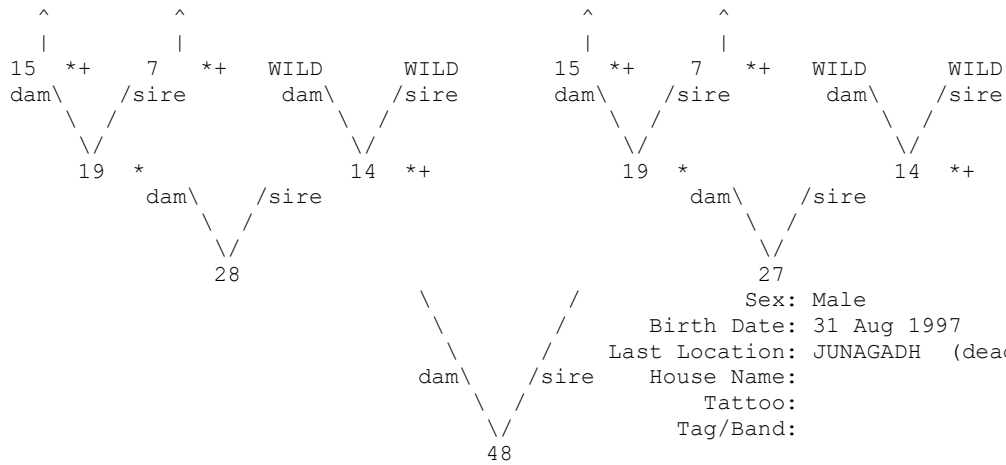 ^ ^ ^ ^
| | | |
15 *+ 7 *+ WILD WILD 15 *+ 7 *+ WILD WILD
dam\ /sire dam\ /sire dam\ /sire dam\ /sire
\ / \ / \ / \ /
\/ \/ \/ \/
19 * 14 *+ 19 * 14 *+
dam\ /sire dam\ /sire
\ / \ /
\/ \/
28 27
\ / Sex: Male
\ / Birth Date: 31 Aug 1997
\ / Last Location: JUNAGADH (dead
dam\ /sire House Name:
\ / Tattoo:
\/ Tag/Band:
48